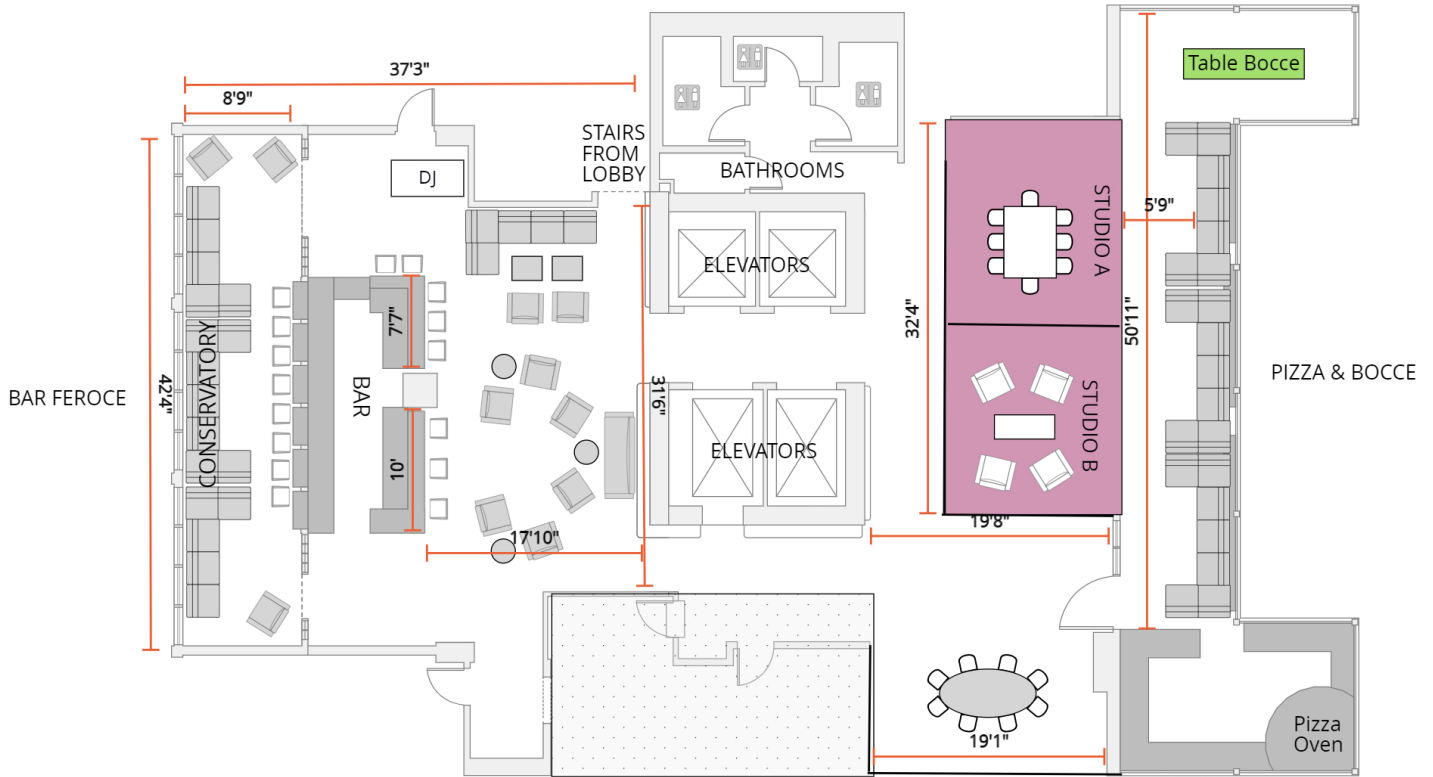 37'3"
8'9"
STAIRS
FROM
LOBBY
DJ
BATHROOMS
Table Bocce
5'9"
STUDIO A
ELEVATORS
7'7"
32'4"
50'11"
CONSERVATORY
BAR
BAR FEROCE
42'4"
31'6"
PIZZA & BOCCE
STUDIO B
ELEVATORS
10'
17'10"
19'8"
19'1"
Pizza
Oven